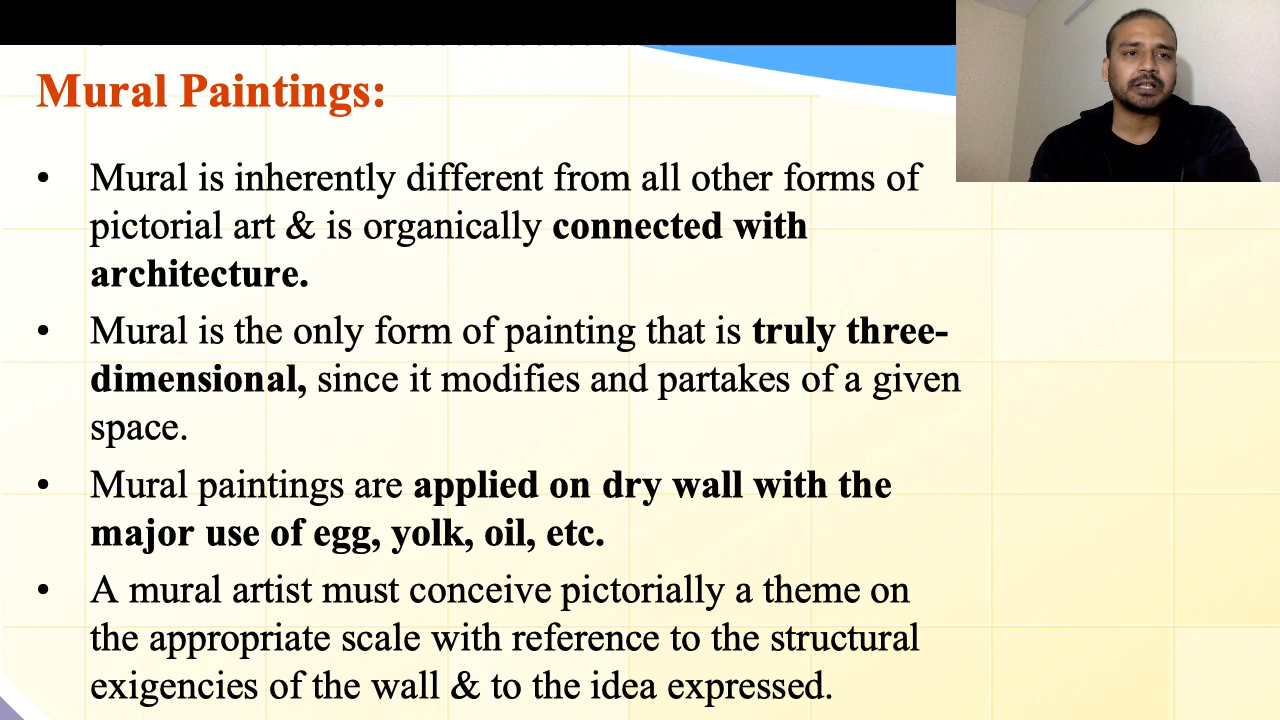 Mural Paintings:
• Mural is inherently different from all other forms of
pictorial art & is organically connected with
architecture.
• Mural is the only form of painting that is truly three-
dimensional, since it modifies and partakes of a given
space.
• Mural paintings are applied on dry wall with the
major use of egg, yolk, oil, etc.
• A mural artist must conceive pictorially a theme on
the appropriate scale with reference to the structural
exigencies of the wall & to the idea expressed.